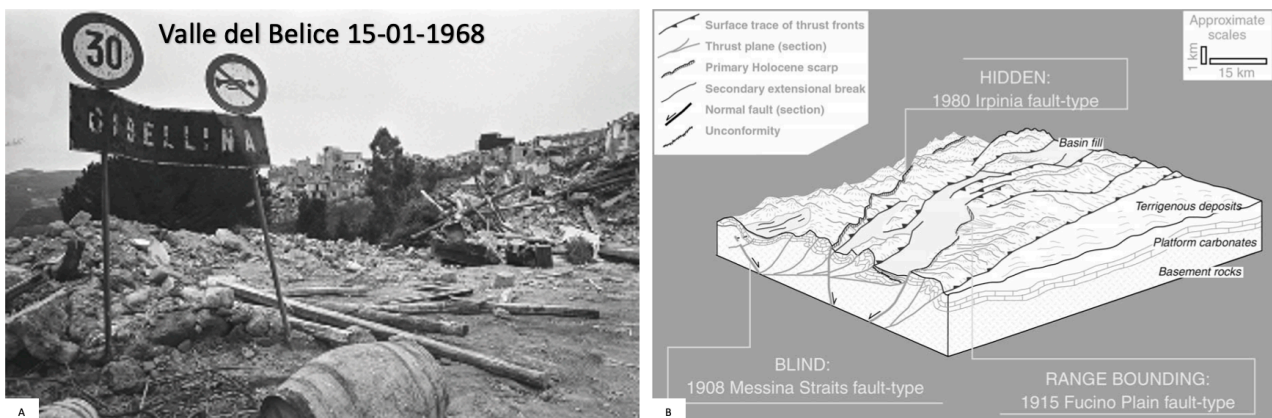 Valle del Belice 15-01-1968
30
GIBELLINA
A
Surface trace of thrust fronts
Thrust plane (section)
Primary Holocene scarp
Secondary extensional break
Normal fault (section)
Unconformity
Approximate
scales
1 km
15 km
HIDDEN:
1980 Irpinia fault-type
Basin fill
Terrigenous deposits
Platform carbonates
Basement rocks
BLIND:
1908 Messina Straits fault-type
RANGE BOUNDING:
1915 Fucino Plain fault-type
B